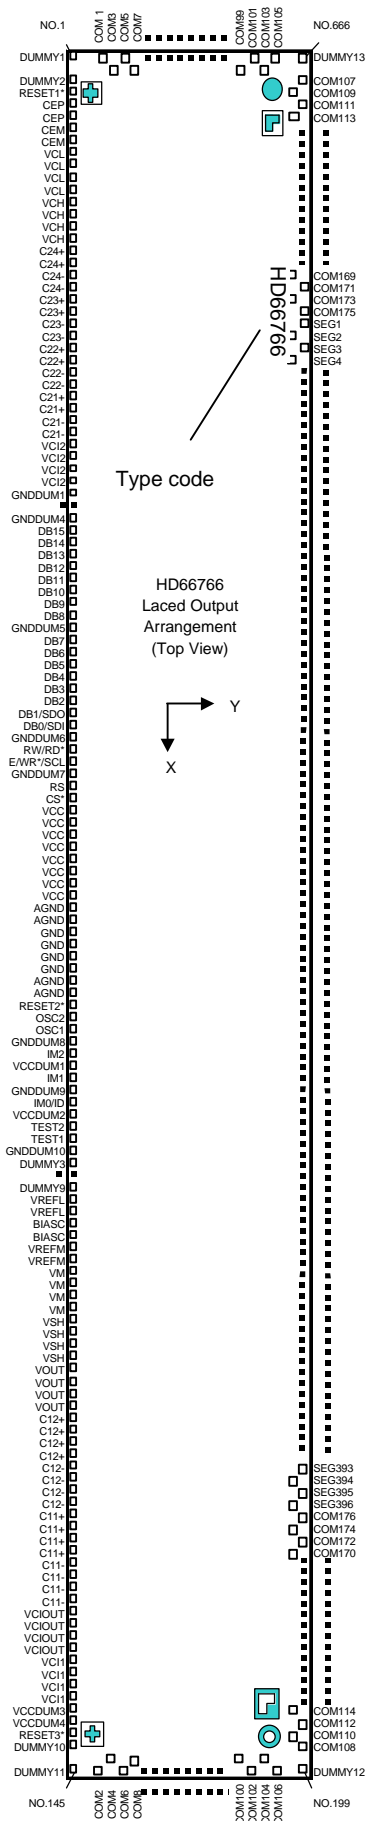 NO.1
COM 1
COM3
COM5
COM7
COM99
COM101
COM103
COM105
NO.666
DUMMY1
DUMMY2
RESET1*
CEP
CEP
CEM
CEM
VCL
VCL
VCL
VCL
VCH
VCH
VCH
VCH
C24+
C24+
C24-
C24-
C23+
C23+
C23-
C23-
C22+
C22+
C22-
C22-
C21+
C21+
C21-
C21-
VCI2
VCI2
VCI2
VCI2
GNDDUM1
GNDDUM4
DB15
DB14
DB13
DB12
DB11
DB10
DB9
DB8
GNDDUM5
DB7
DB6
DB5
DB4
DB3
DB2
DB1/SDO
DB0/SDI
GNDDUM6
RW/RD*
E/WR*/SCL
GNDDUM7
RS
CS*
VCC
VCC
VCC
VCC
VCC
VCC
VCC
VCC
AGND
AGND
GND
GND
GND
GND
AGND
AGND
RESET2*
OSC2
OSC1
GNDDUM8
IM2
VCCDUM1
IM1
GNDDUM9
IM0/ID
VCCDUM2
TEST2
TEST1
GNDDUM10
DUMMY3
DUMMY9
VREFL
VREFL
BIASC
BIASC
VREFM
VREFM
VM
VM
VM
VM
VSH
VSH
VSH
VSH
VOUT
VOUT
VOUT
VOUT
C12+
C12+
C12+
C12+
C12-
C12-
C12-
C12-
C11+
C11+
C11+
C11+
C11-
C11-
C11-
C11-
VCIOUT
VCIOUT
VCIOUT
VCIOUT
VCI1
VCI1
VCI1
VCI1
VCCDUM3
VCCDUM4
RESET3*
DUMMY10
DUMMY11
HD66766
Type code
HD66766
Laced Output
Arrangement
(Top View)
Y
X
DUMMY13
COM107
COM109
COM111
COM113
COM169
COM171
COM173
COM175
SEG1
SEG2
SEG3
SEG4
SEG393
SEG394
SEG395
SEG396
COM176
COM174
COM172
COM170
COM114
COM112
COM110
COM108
DUMMY12
NO.145
COM2
COM4
COM6
COM8
COM100
COM102
COM104
COM106
NO.199